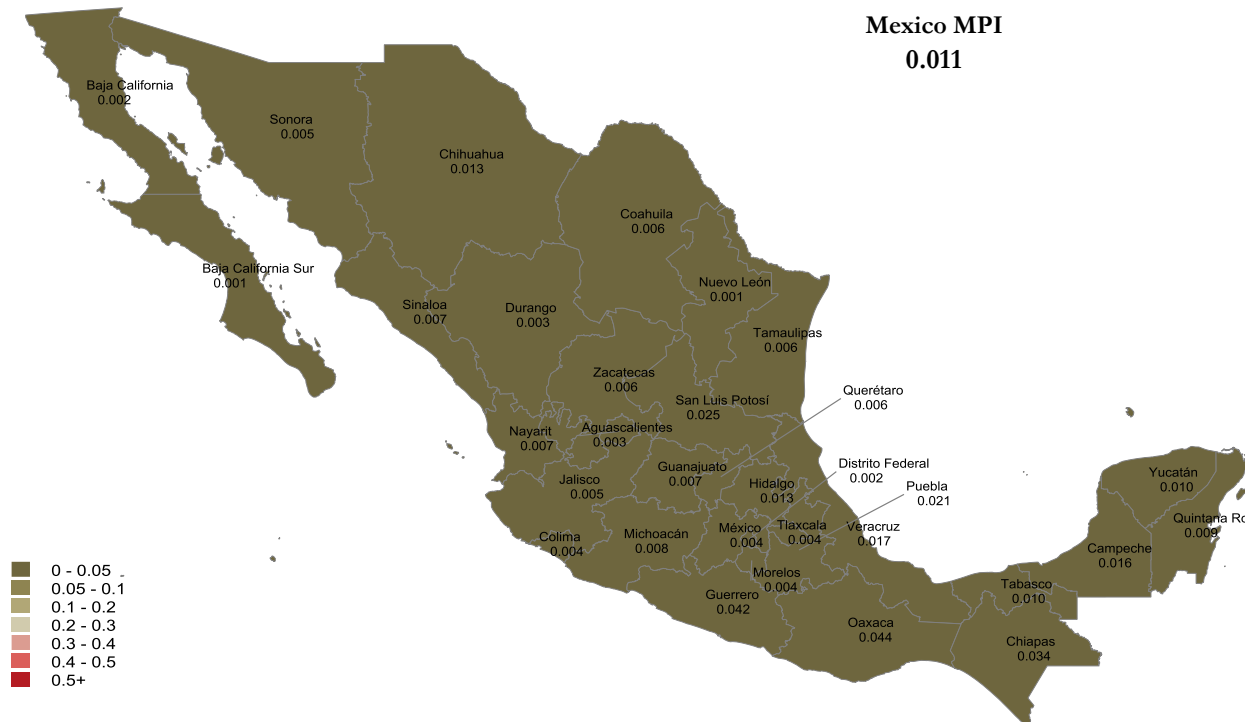 Mexico MPI
0.011
Baja California
0.002
Sonora
0.005
Chihuahua
0.013
Coahuila
0.006
Baja California Sur
0.001
Nuevo León
0.001
Sinaloa
0.007
Durango
0.003
Tamaulipas
0.006
Zacatecas
0.006
San Luis Potosí
0.025
Querétaro
0.006
Nayarit
0.007
Aguascalientes
0.003
Guanajuato
0.007
Distrito Federal
0.002
Jalisco
0.005
Hidalgo
0.013
Puebla
0.021
Yucatán
0.010
Colima
0.004
Michoacán
0.008
México
0.004
Tlaxcala
0.004
Veracruz
0.017
Quintana Ro
0.009
Campeche
0.016
Morelos
0.004
Tabasco
0.010
Guerrero
0.042
Oaxaca
0.044
Chiapas
0.034
0 - 0.05
0.05 - 0.1
0.1 - 0.2
0.2 - 0.3
0.3 - 0.4
0.4 - 0.5
0.5+